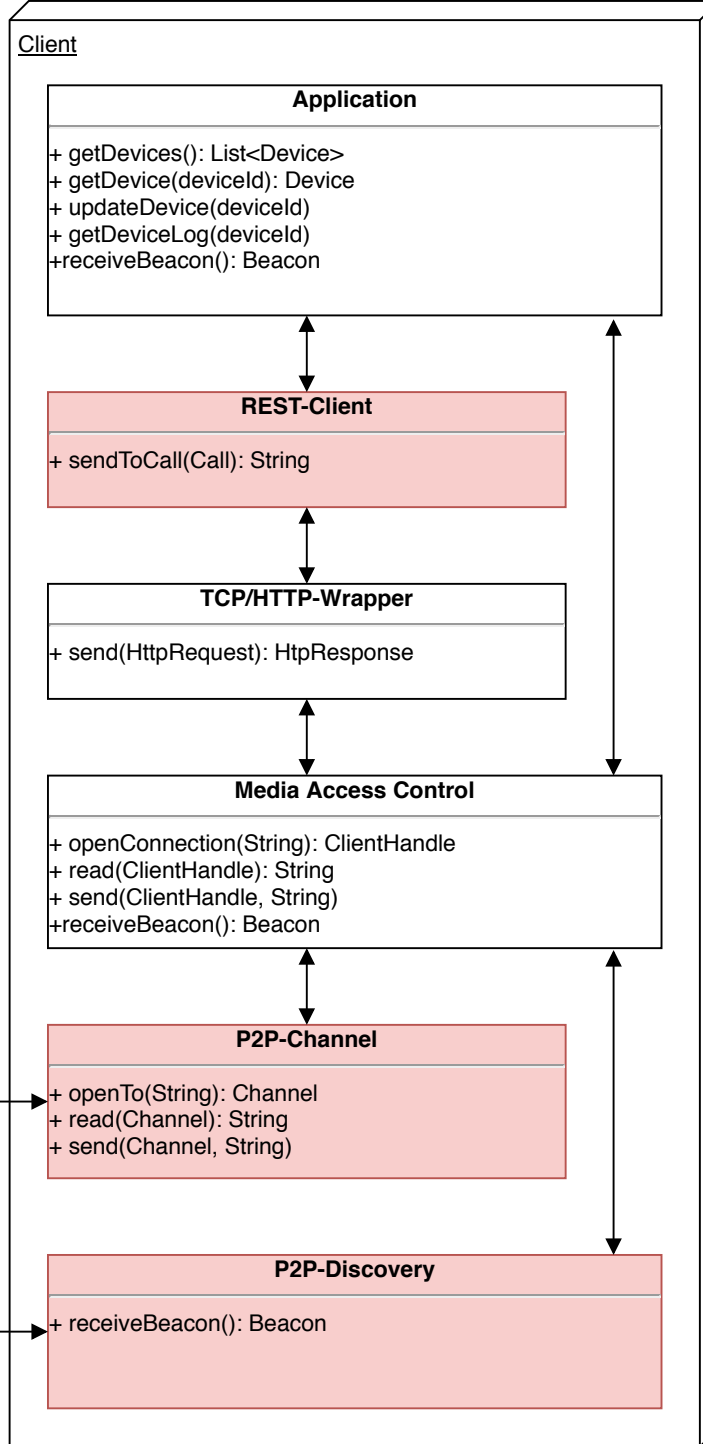 Client
Application
+ getDevices(): List<Device>
+ getDevice(deviceId): Device
+ updateDevice(deviceId)
+ getDeviceLog(deviceId)
+receiveBeacon(): Beacon
REST-Client
+ sendToCall(Call): String
TCP/HTTP-Wrapper
+ send(HttpRequest): HtpResponse
Media Access Control
+ openConnection(String): ClientHandle
+ read(ClientHandle): String
+ send(ClientHandle, String)
+receiveBeacon(): Beacon
P2P-Channel
+ openTo(String): Channel
+ read(Channel): String
+ send(Channel, String)
P2P-Discovery
+ receiveBeacon(): Beacon